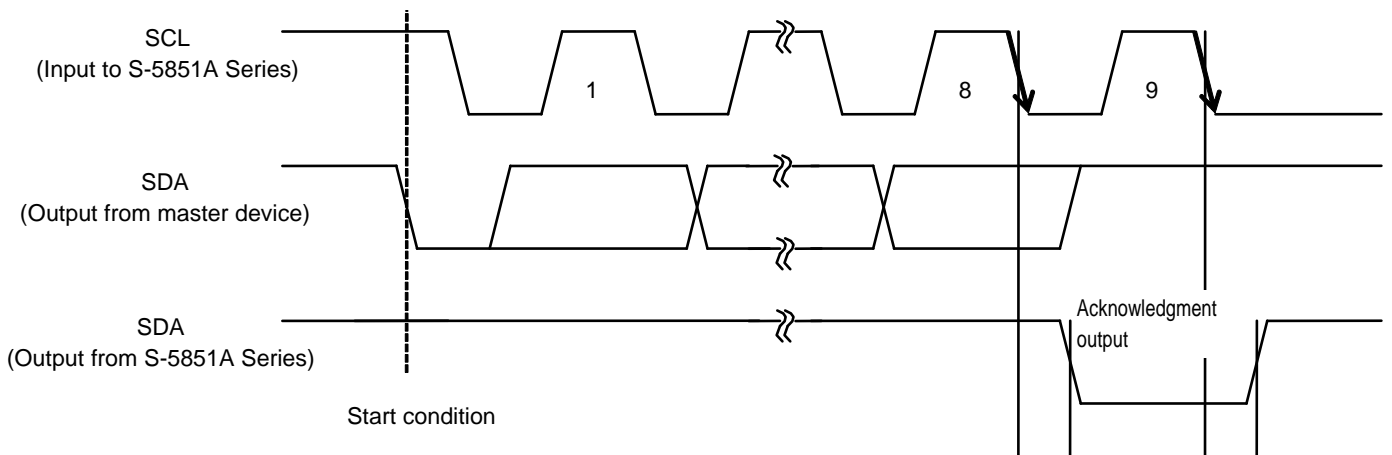 SCL
(Input to S-5851A Series)
1
8
9
SDA
(Output from master device)
SDA
(Output from S-5851A Series)
Acknowledgment
output
Start condition